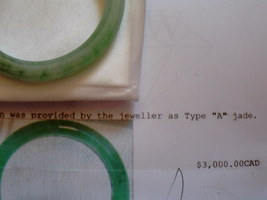 n was provided by the jeweller as Type "A" jade.
$3,000.00CAD